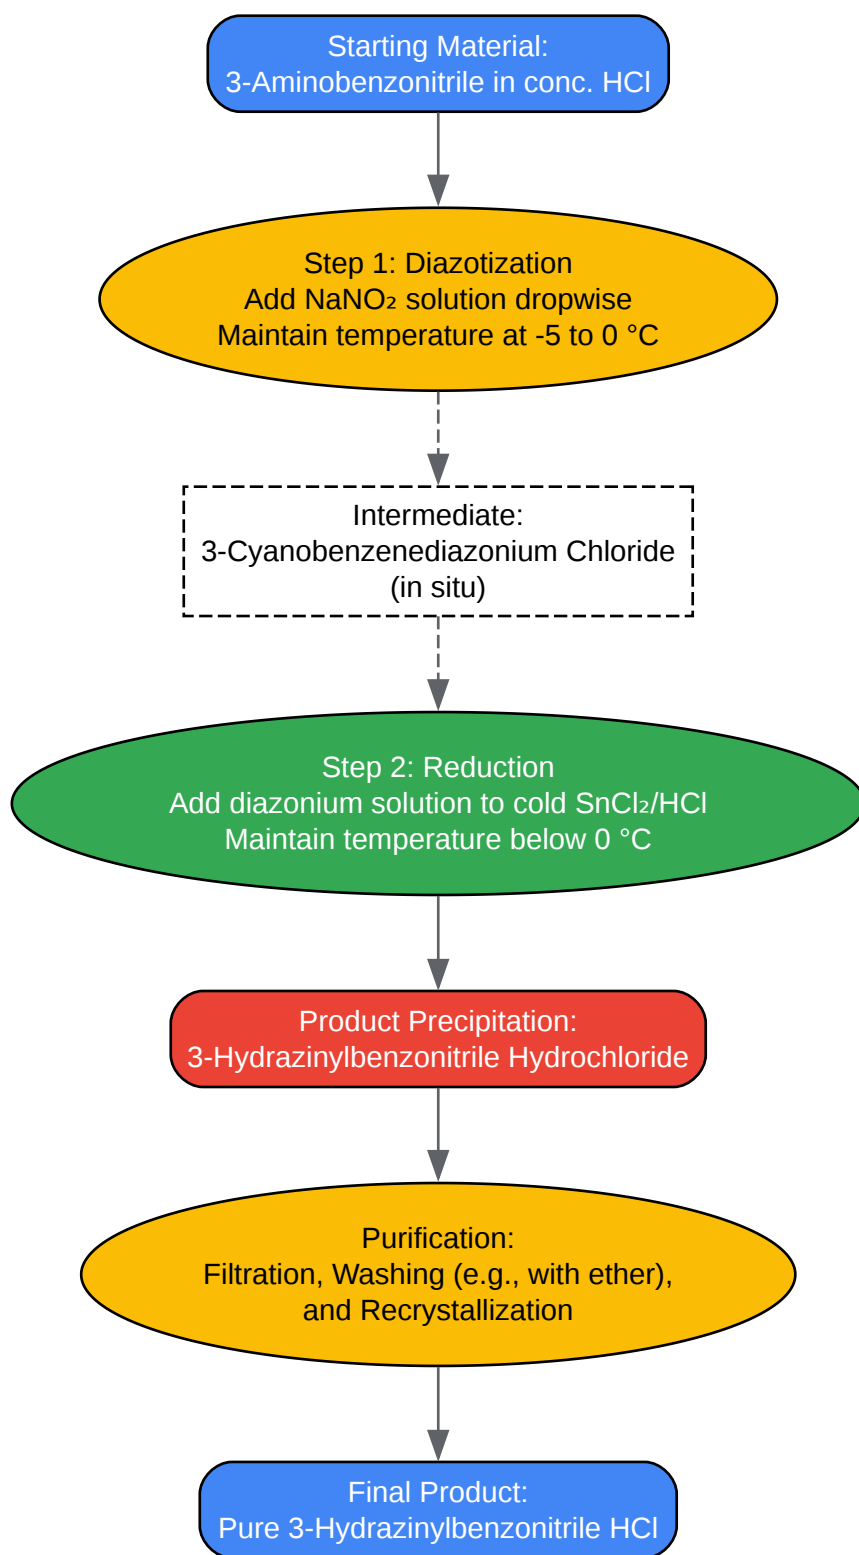 Starting Material:
3-Aminobenzonitrile in conc. HCl
Step 1: Diazotization
Add NaNO₂ solution dropwise
Maintain temperature at -5 to 0 °C
Intermediate:
3-Cyanobenzenediazonium Chloride
(in situ)
Step 2: Reduction
Add diazonium solution to cold SnCl₂/HCl
Maintain temperature below 0 °C
Product Precipitation:
3-Hydrazinylbenzonitrile Hydrochloride
Purification:
Filtration, Washing (e.g., with ether),
and Recrystallization
Final Product:
Pure 3-Hydrazinylbenzonitrile HCl